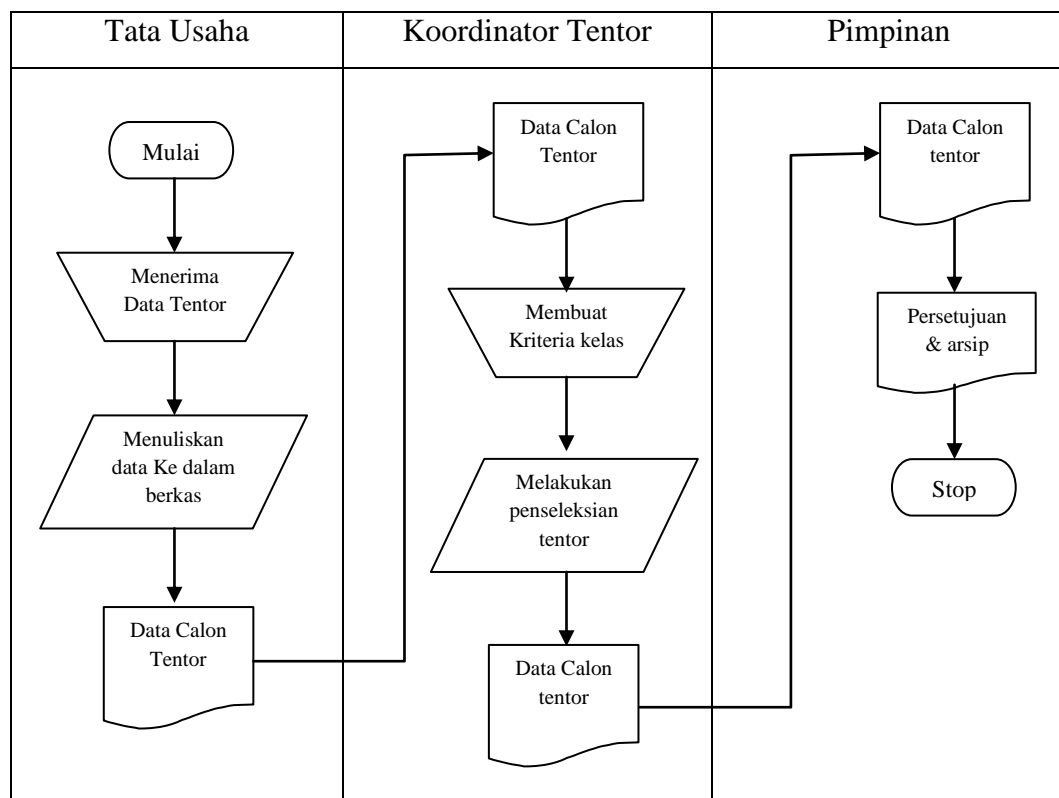 Tata Usaha
Koordinator Tentor
Pimpinan
Mulai
Menerima
Data Tentor
Menuliskan
data Ke dalam
berkas
Data Calon
Tentor
Data Calon
Tentor
Membuat
Kriteria kelas
Melakukan
penseleksian
tentor
Data Calon
tentor
Data Calon
tentor
Persetujuan
& arsip
Stop